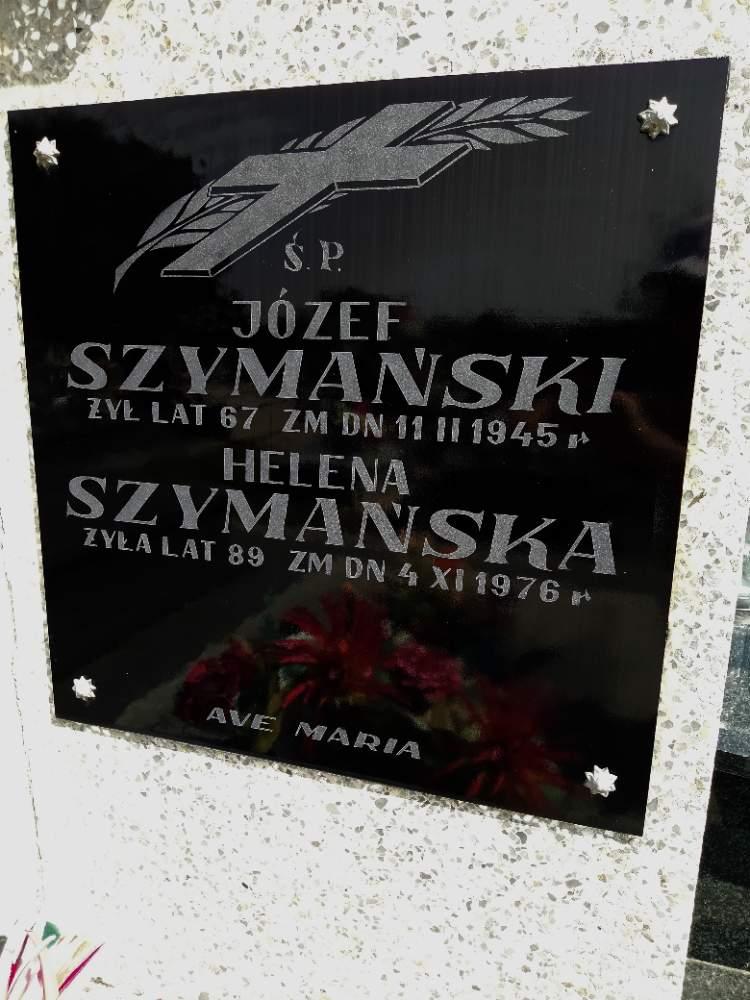 Ś. P.
JÓZEF
SZYMAŃSKI
ŻYŁ LAT 67 ZM DN 11 II 1945 r
HELENA
SZYMAŃSKA
ŻYŁA LAT 89 ZM DN 4 XI 1976 r
AVE MARIA